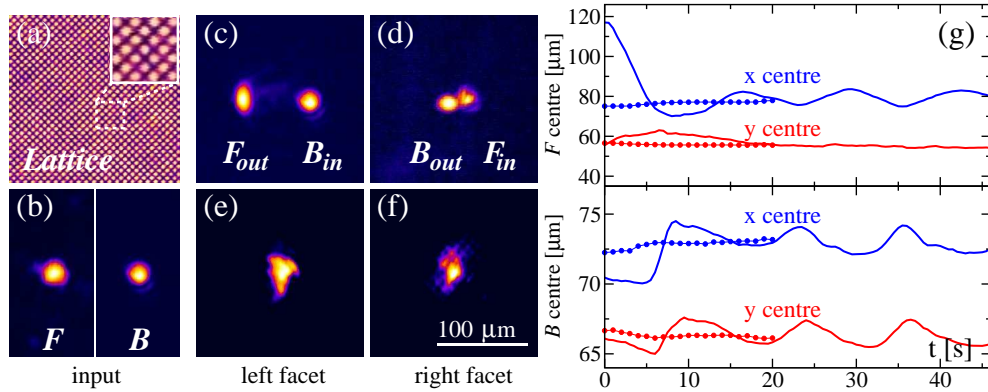 (a)
Lattice
(b)
F
B
input
(c)
F_out
B_in
(d)
B_out
F_in
(e)
(f)
100 μm
left facet
right facet
(g)
F centre [μm]
120
100
80
60
40
x centre
y centre
B centre [μm]
75
70
65
x centre
y centre
0
10
20
30
40
t [s]